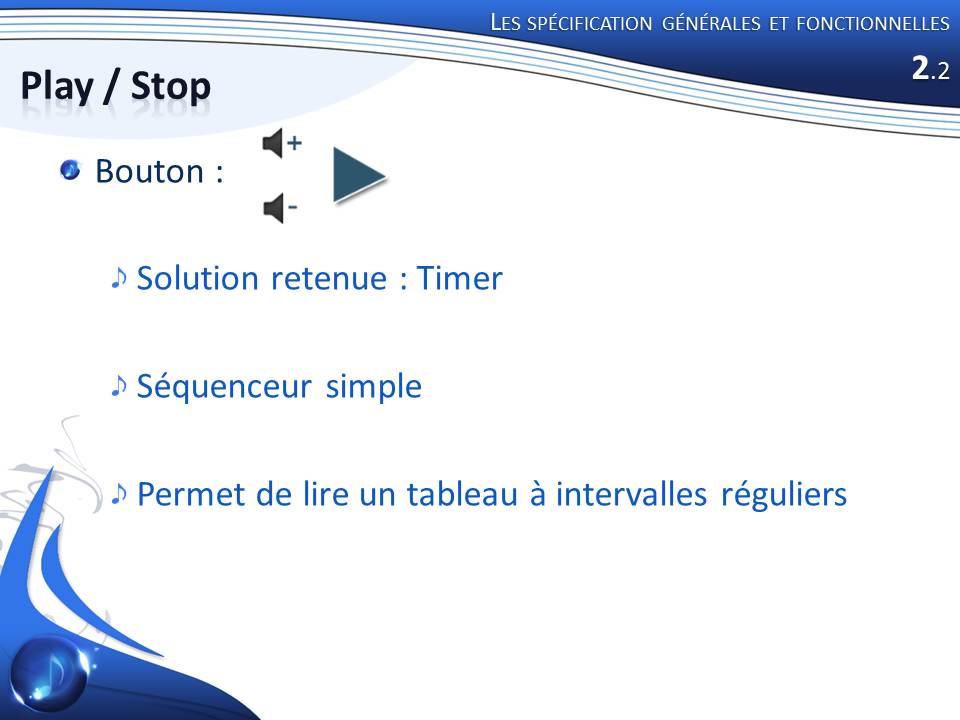 Les spécification générales et fonctionnelles
2.2
Play / Stop
Bouton :
+
-
Solution retenue : Timer
Séquenceur simple
Permet de lire un tableau à intervalles réguliers